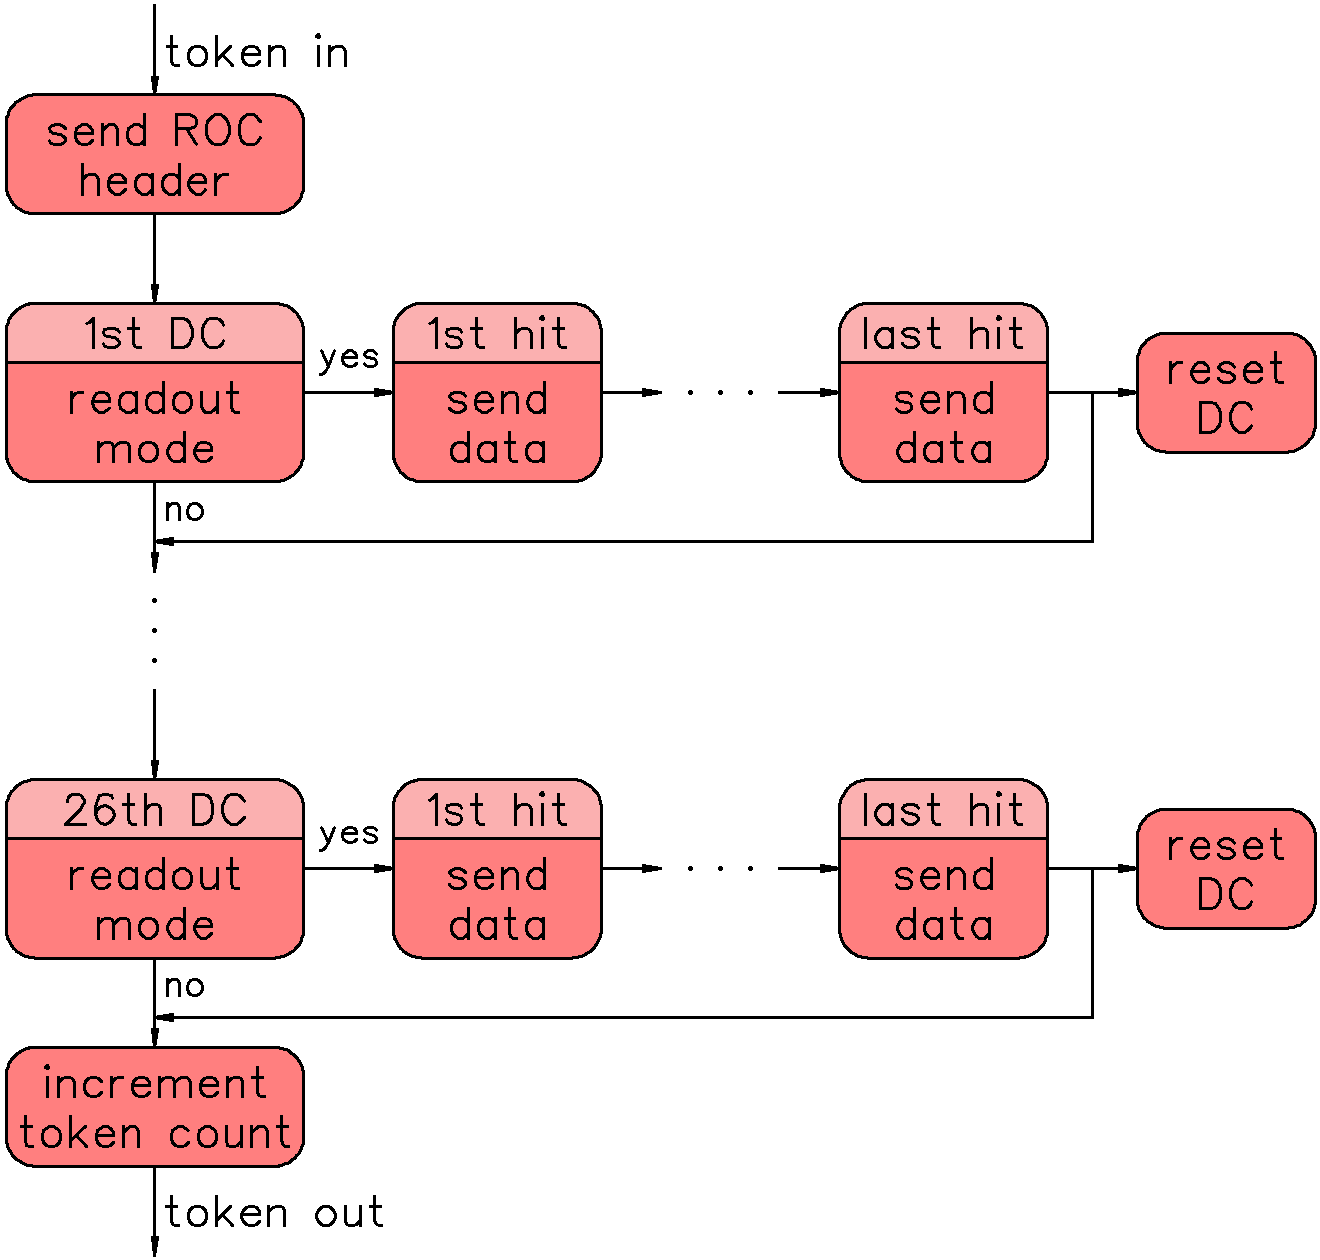 token in
send ROC
header
1st DC
readout
mode
yes
1st hit
send
data
. . .
last hit
send
data
reset
DC
no
26th DC
readout
mode
yes
1st hit
send
data
. . .
last hit
send
data
reset
DC
no
increment
token count
token out